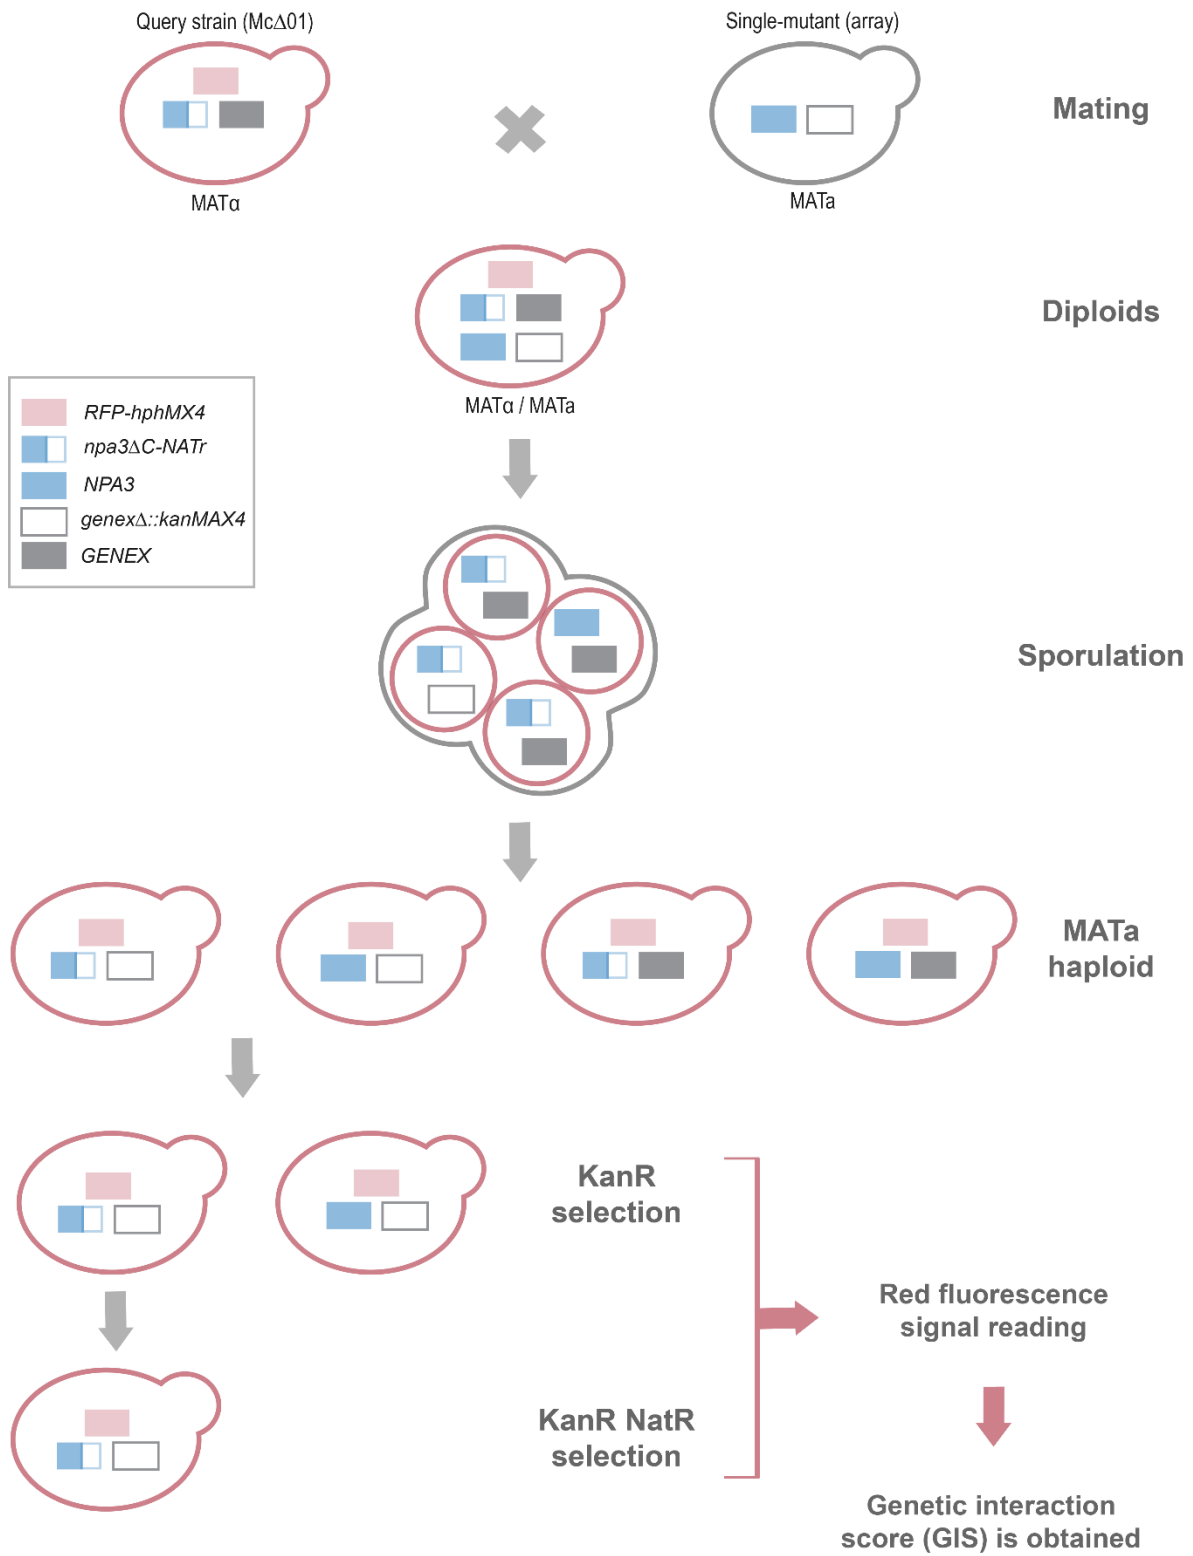 Query strain (McΔ01)
Single-mutant (array)
Mating
MATα
MATa
Diploids
MATα / MATa
RFP-hphMX4
npa3ΔC-NATr
NPA3
genexΔ::kanMAX4
GENEX
Sporulation
MATa
haploid
KanR
selection
Red fluorescence
signal reading
KanR NatR
selection
Genetic interaction
score (GIS) is obtained